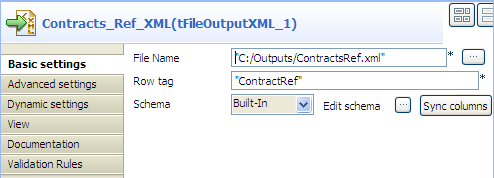 Contracts_Ref_XML(tFileOutputXML_1)
Basic settings
Advanced settings
Dynamic settings
View
Documentation
Validation Rules
File Name "C:/Outputs/ContractsRef.xml" * ...
Row tag "ContractRef" *
Schema Built-In Edit schema ... Sync columns